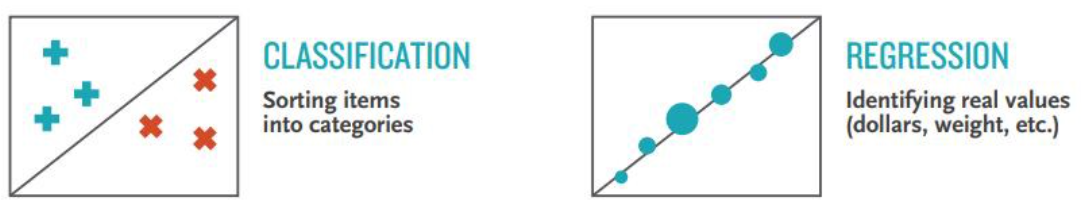 CLASSIFICATION
Sorting items
into categories
REGRESSION
Identifying real values
(dollars, weight, etc.)